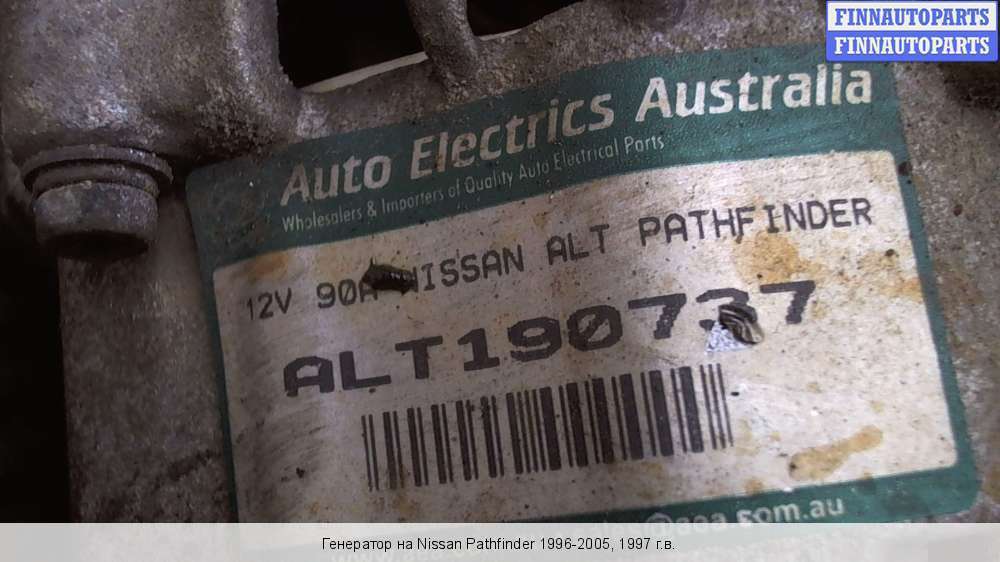 FINNAUTOPARTS
FINNAUTOPARTS
Auto Electrics Australia
Wholesalers & Importers of Quality Auto Electrical Parts
12V 90A NISSAN ALT PATHFINDER
ALT190737
Генератор на Nissan Pathfinder 1996-2005, 1997 г.в.